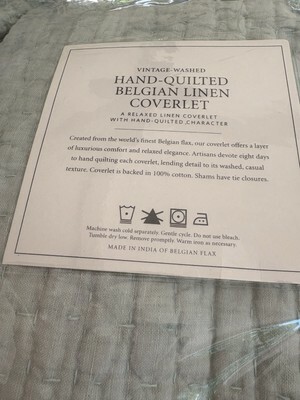 VINTAGE-WASHED
HAND-QUILTED
BELGIAN LINEN
COVERLET
A RELAXED LINEN COVERLET
WITH HAND-QUILTED CHARACTER
Created from the world's finest Belgian flax, our coverlet offers a layer
of luxurious comfort and relaxed elegance. Artisans devote eight days
to hand quilting each coverlet, lending detail to its washed, casual
texture. Coverlet is backed in 100% cotton. Shams have tie closures.
Machine wash cold separately. Gentle cycle. Do not use bleach.
Tumble dry low. Remove promptly. Warm iron as necessary.
MADE IN INDIA OF BELGIAN FLAX